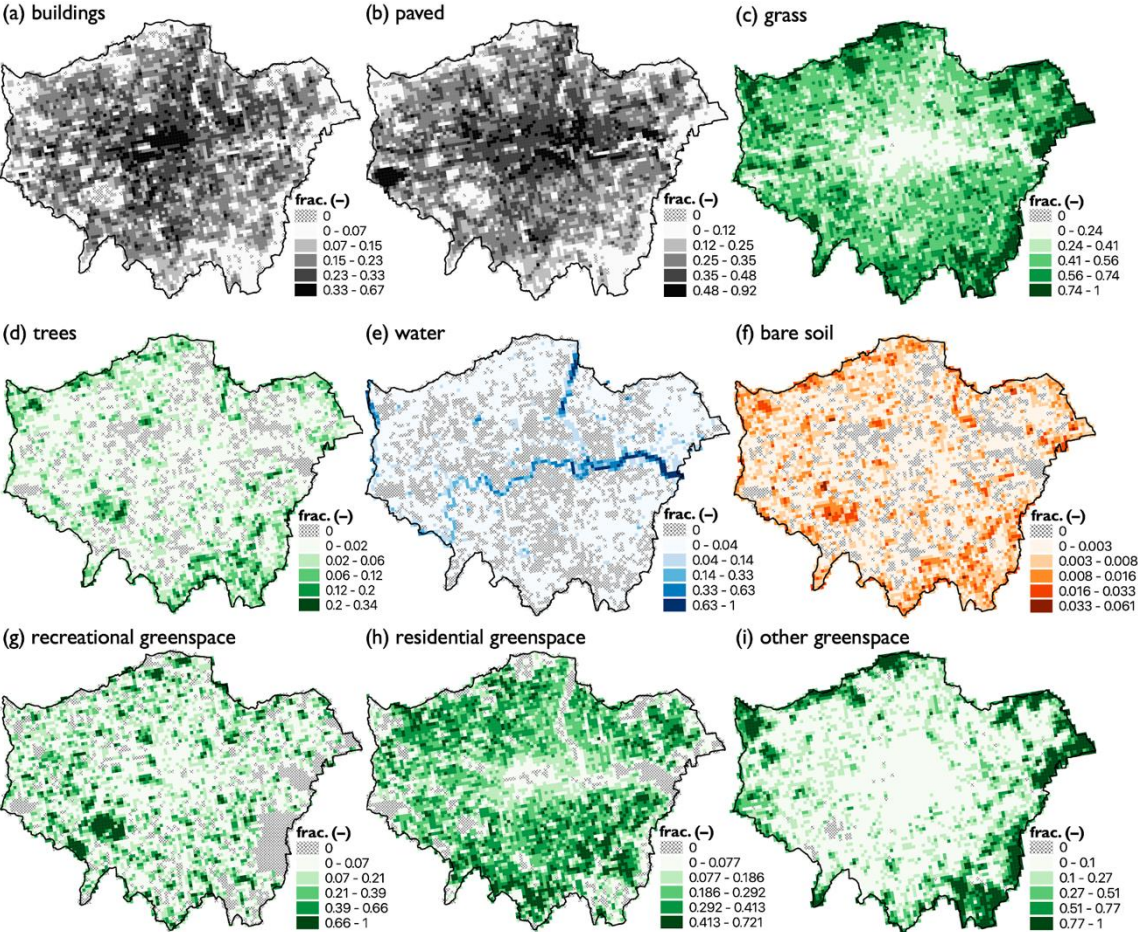 (a) buildings
frac. (–)
0
0 - 0.07
0.07 - 0.15
0.15 - 0.23
0.23 - 0.33
0.33 - 0.67
(b) paved
frac. (–)
0
0 - 0.12
0.12 - 0.25
0.25 - 0.35
0.35 - 0.48
0.48 - 0.92
(c) grass
frac. (–)
0
0 - 0.24
0.24 - 0.41
0.41 - 0.56
0.56 - 0.74
0.74 - 1
(d) trees
frac. (–)
0
0 - 0.02
0.02 - 0.06
0.06 - 0.12
0.12 - 0.2
0.2 - 0.34
(e) water
frac. (–)
0
0 - 0.04
0.04 - 0.14
0.14 - 0.33
0.33 - 0.63
0.63 - 1
(f) bare soil
frac. (–)
0
0 - 0.003
0.003 - 0.008
0.008 - 0.016
0.016 - 0.033
0.033 - 0.061
(g) recreational greenspace
frac. (–)
0
0 - 0.07
0.07 - 0.21
0.21 - 0.39
0.39 - 0.66
0.66 - 1
(h) residential greenspace
frac. (–)
0
0 - 0.077
0.077 - 0.186
0.186 - 0.292
0.292 - 0.413
0.413 - 0.721
(i) other greenspace
frac. (–)
0
0 - 0.1
0.1 - 0.27
0.27 - 0.51
0.51 - 0.77
0.77 - 1